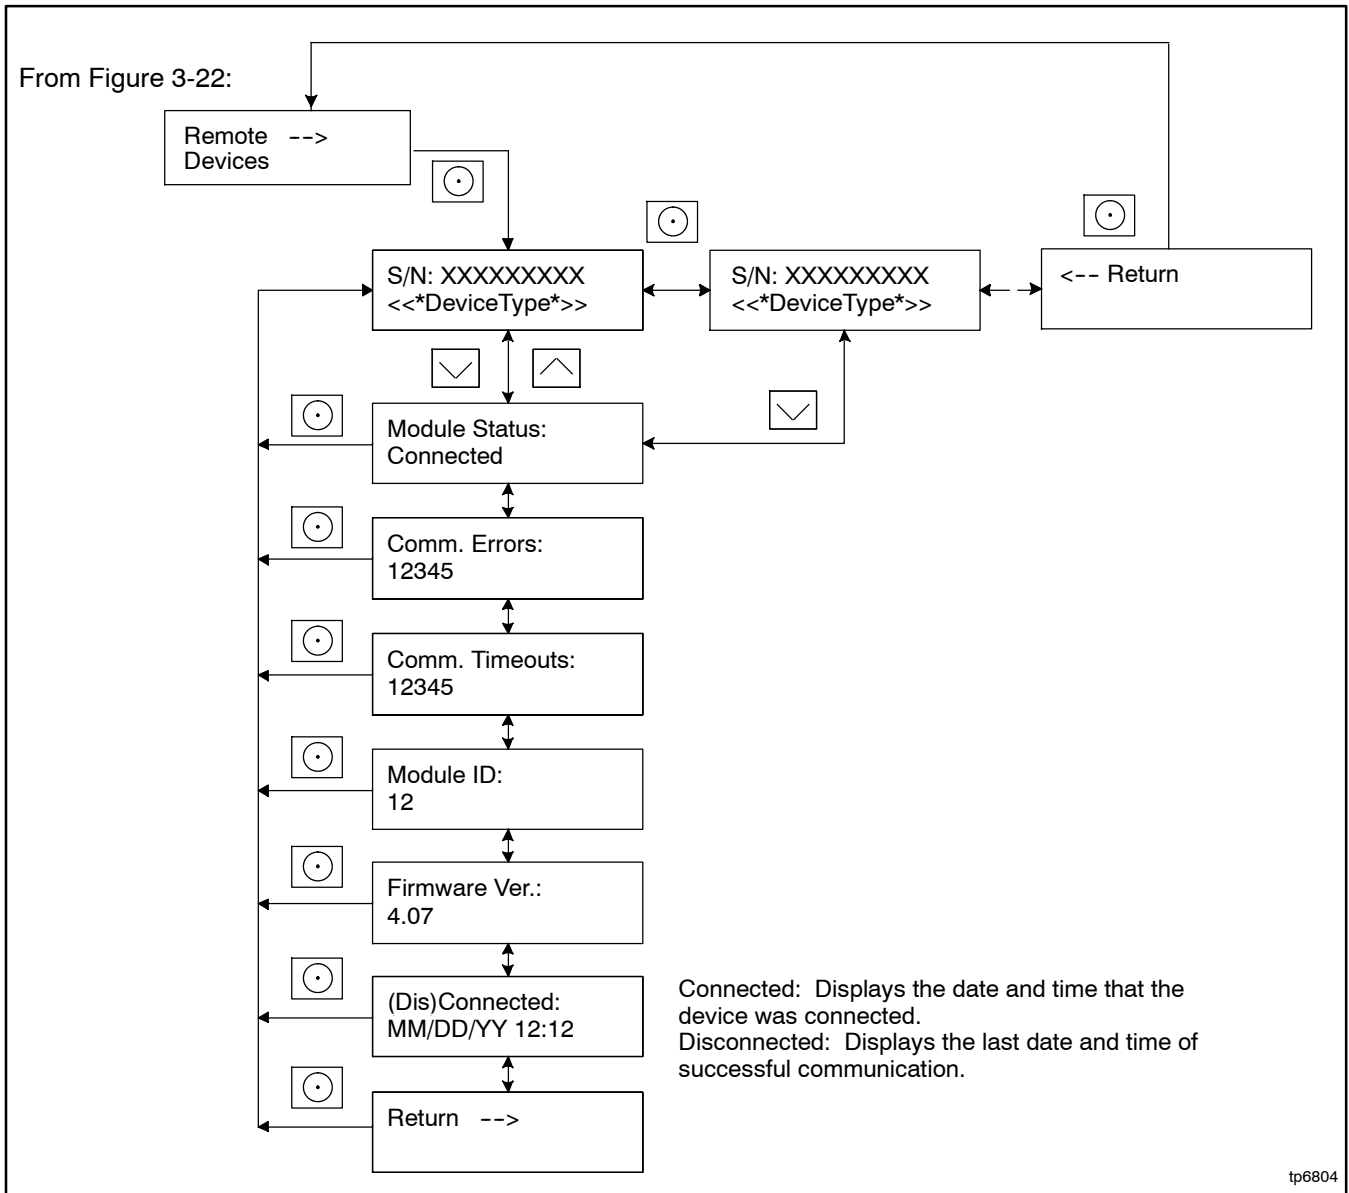 From Figure 3-22:
Remote -->
Devices
S/N: XXXXXXXXX
<<*DeviceType*>>
S/N: XXXXXXXXX
<<*DeviceType*>>
<-- Return
Module Status:
Connected
Comm. Errors:
12345
Comm. Timeouts:
12345
Module ID:
12
Firmware Ver.:
4.07
(Dis)Connected:
MM/DD/YY 12:12
Connected: Displays the date and time that the
device was connected.
Disconnected: Displays the last date and time of
successful communication.
Return -->
tp6804